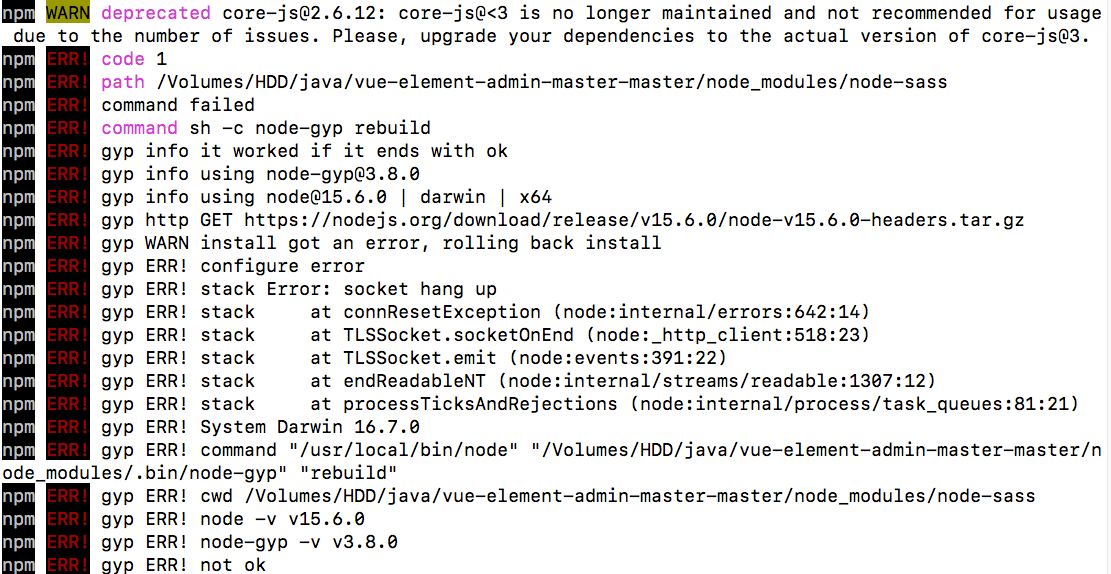 npm WARN deprecated core-js@2.6.12: core-js@<3 is no longer maintained and not recommended for usage
due to the number of issues. Please, upgrade your dependencies to the actual version of core-js@3.
npm ERR! code 1
npm ERR! path /Volumes/HDD/java/vue-element-admin-master-master/node_modules/node-sass
npm ERR! command failed
npm ERR! command sh -c node-gyp rebuild
npm ERR! gyp info it worked if it ends with ok
npm ERR! gyp info using node-gyp@3.8.0
npm ERR! gyp info using node@15.6.0 | darwin | x64
npm ERR! gyp http GET https://nodejs.org/download/release/v15.6.0/node-v15.6.0-headers.tar.gz
npm ERR! gyp WARN install got an error, rolling back install
npm ERR! gyp ERR! configure error
npm ERR! gyp ERR! stack Error: socket hang up
npm ERR! gyp ERR! stack     at connResetException (node:internal/errors:642:14)
npm ERR! gyp ERR! stack     at TLSSocket.socketOnEnd (node:_http_client:518:23)
npm ERR! gyp ERR! stack     at TLSSocket.emit (node:events:391:22)
npm ERR! gyp ERR! stack     at endReadableNT (node:internal/streams/readable:1307:12)
npm ERR! gyp ERR! stack     at processTicksAndRejections (node:internal/process/task_queues:81:21)
npm ERR! gyp ERR! System Darwin 16.7.0
npm ERR! gyp ERR! command "/usr/local/bin/node" "/Volumes/HDD/java/vue-element-admin-master-master/n
ode_modules/.bin/node-gyp" "rebuild"
npm ERR! gyp ERR! cwd /Volumes/HDD/java/vue-element-admin-master-master/node_modules/node-sass
npm ERR! gyp ERR! node -v v15.6.0
npm ERR! gyp ERR! node-gyp -v v3.8.0
npm ERR! gyp ERR! not ok